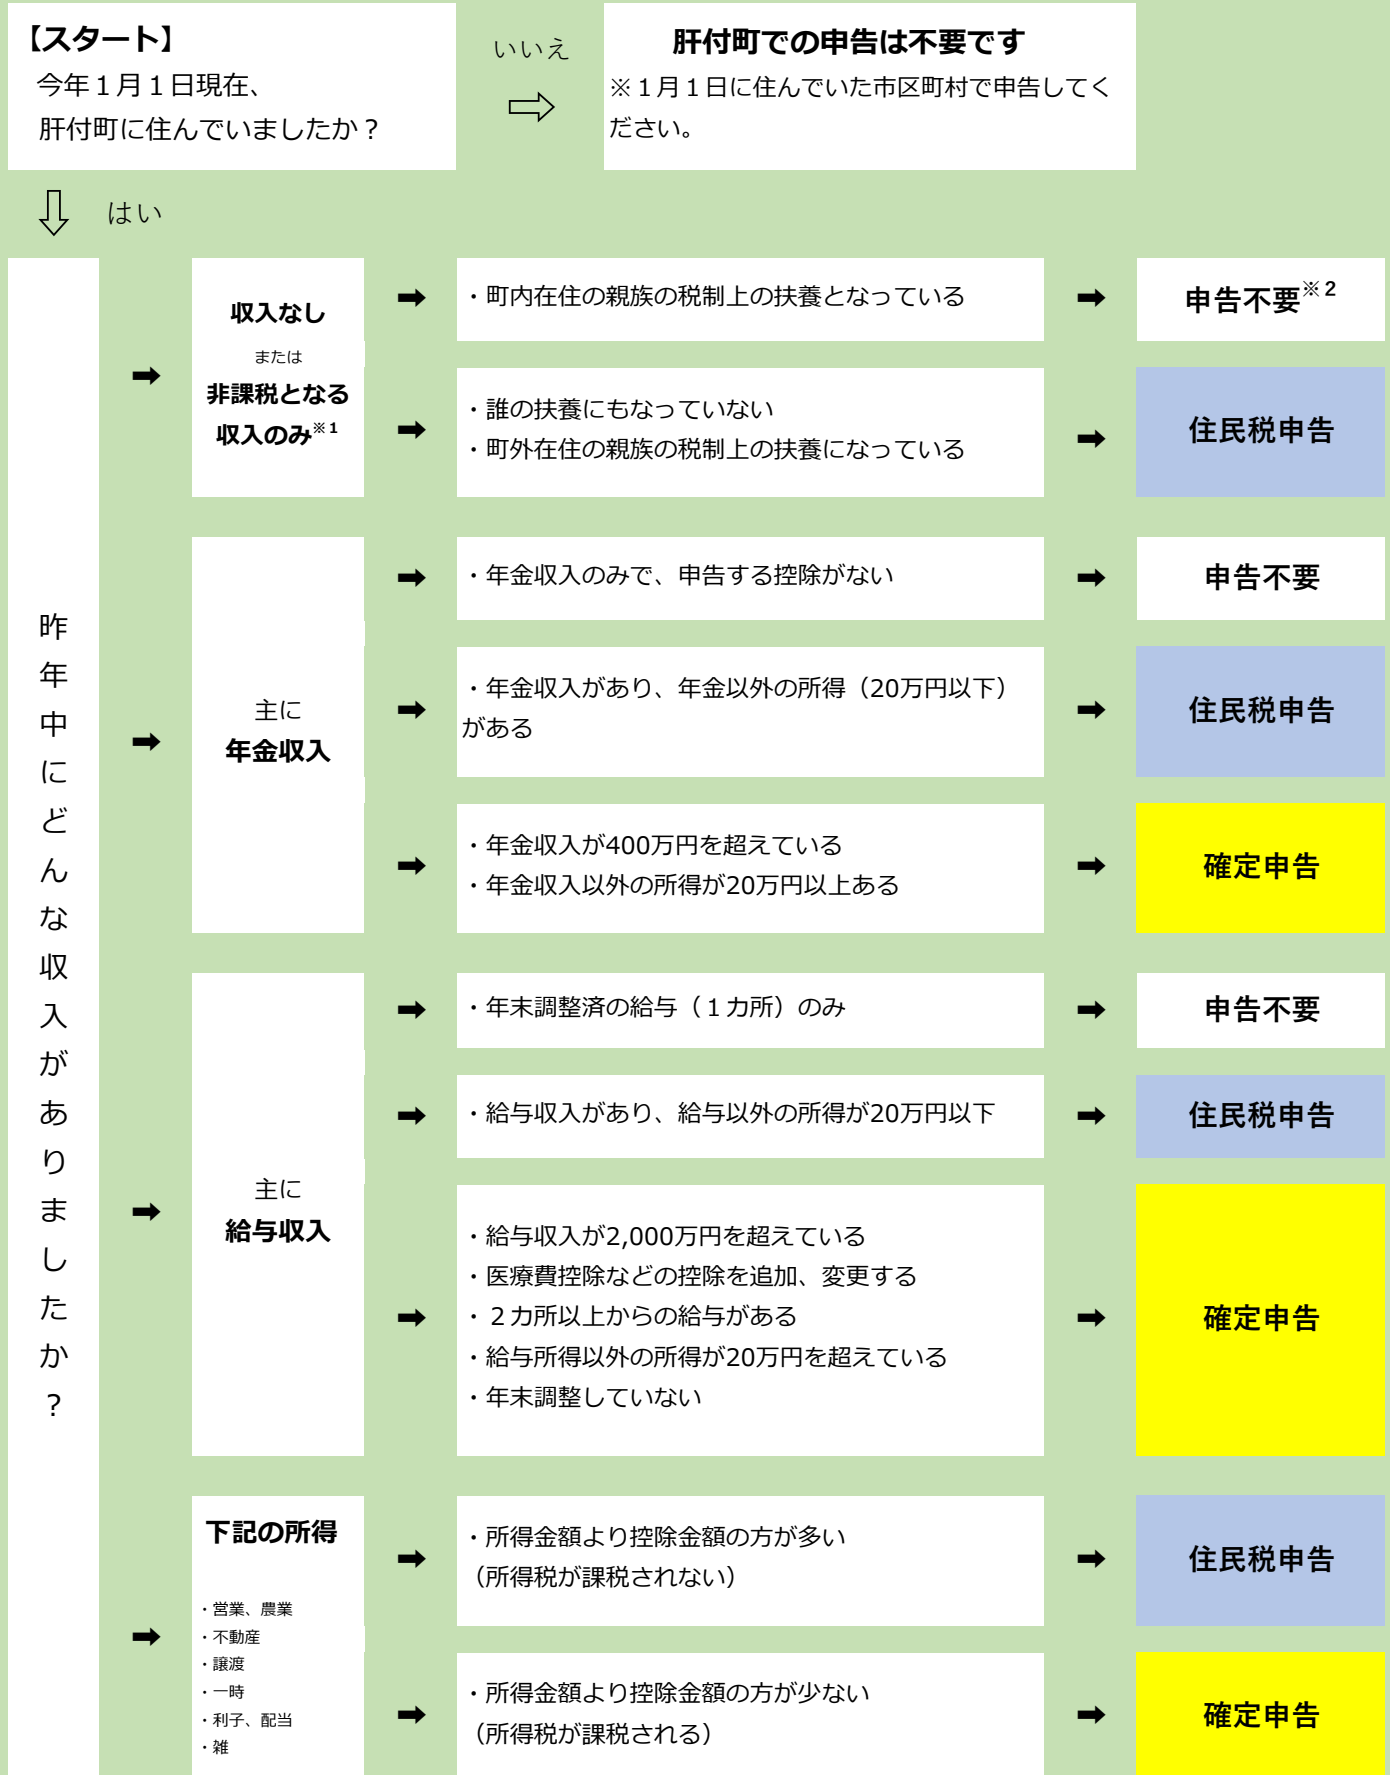 【スタート】
今年１月１日現在、
肝付町に住んでいましたか？
いいえ
肝付町での申告は不要です
※１月１日に住んでいた市区町村で申告してく
ださい。
はい
昨年中にどんな収入がありましたか？
収入なし
または
非課税となる
収入のみ※1
・町内在住の親族の税制上の扶養となっている
申告不要※2
・誰の扶養にもなっていない
・町外在住の親族の税制上の扶養になっている
住民税申告
主に
年金収入
・年金収入のみで、申告する控除がない
申告不要
・年金収入があり、年金以外の所得（20万円以下）
がある
住民税申告
・年金収入が400万円を超えている
・年金収入以外の所得が20万円以上ある
確定申告
主に
給与収入
・年末調整済の給与（１カ所）のみ
申告不要
・給与収入があり、給与以外の所得が20万円以下
住民税申告
・給与収入が2,000万円を超えている
・医療費控除などの控除を追加、変更する
・２カ所以上からの給与がある
・給与所得以外の所得が20万円を超えている
・年末調整していない
確定申告
下記の所得
・営業、農業
・不動産
・譲渡
・一時
・利子、配当
・雑
・所得金額より控除金額の方が多い
（所得税が課税されない）
住民税申告
・所得金額より控除金額の方が少ない
（所得税が課税される）
確定申告